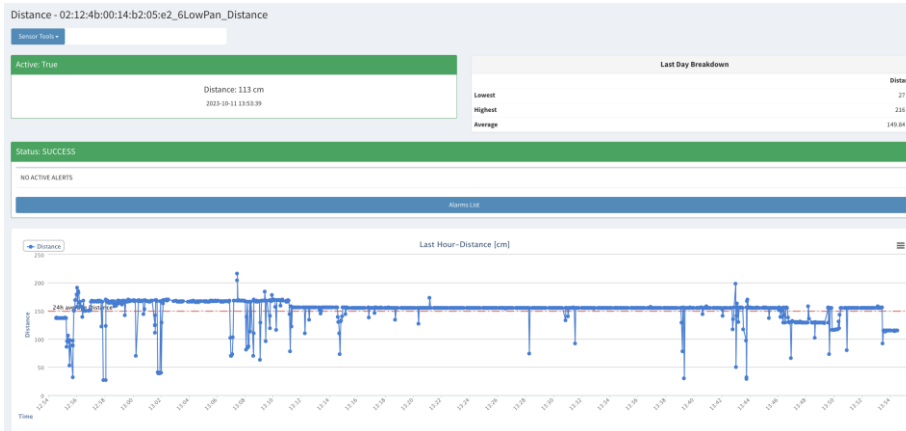 Distance - 02:12:4b:00:14:b2:05:e2_6LowPan_Distance
Sensor Tools
Active: True
Distance: 113 cm
2023-10-11 13:53:39
Last Day Breakdown
Dista
Lowest 27
Highest 216
Average 149.84
Status: SUCCESS
NO ACTIVE ALERTS
Alarms List
Distance
Last Hour-Distance [cm]
250
200
24h Distance
150
100
50
0
Distance
12:54 12:56 12:58 13:00 13:02 13:04 13:06 13:08 13:10 13:12 13:14 13:16 13:18 13:20 13:22 13:24 13:26 13:28 13:30 13:32 13:34 13:36 13:39 13:40 13:42 13:44 13:46 13:48 13:50 13:52 13:54
Time